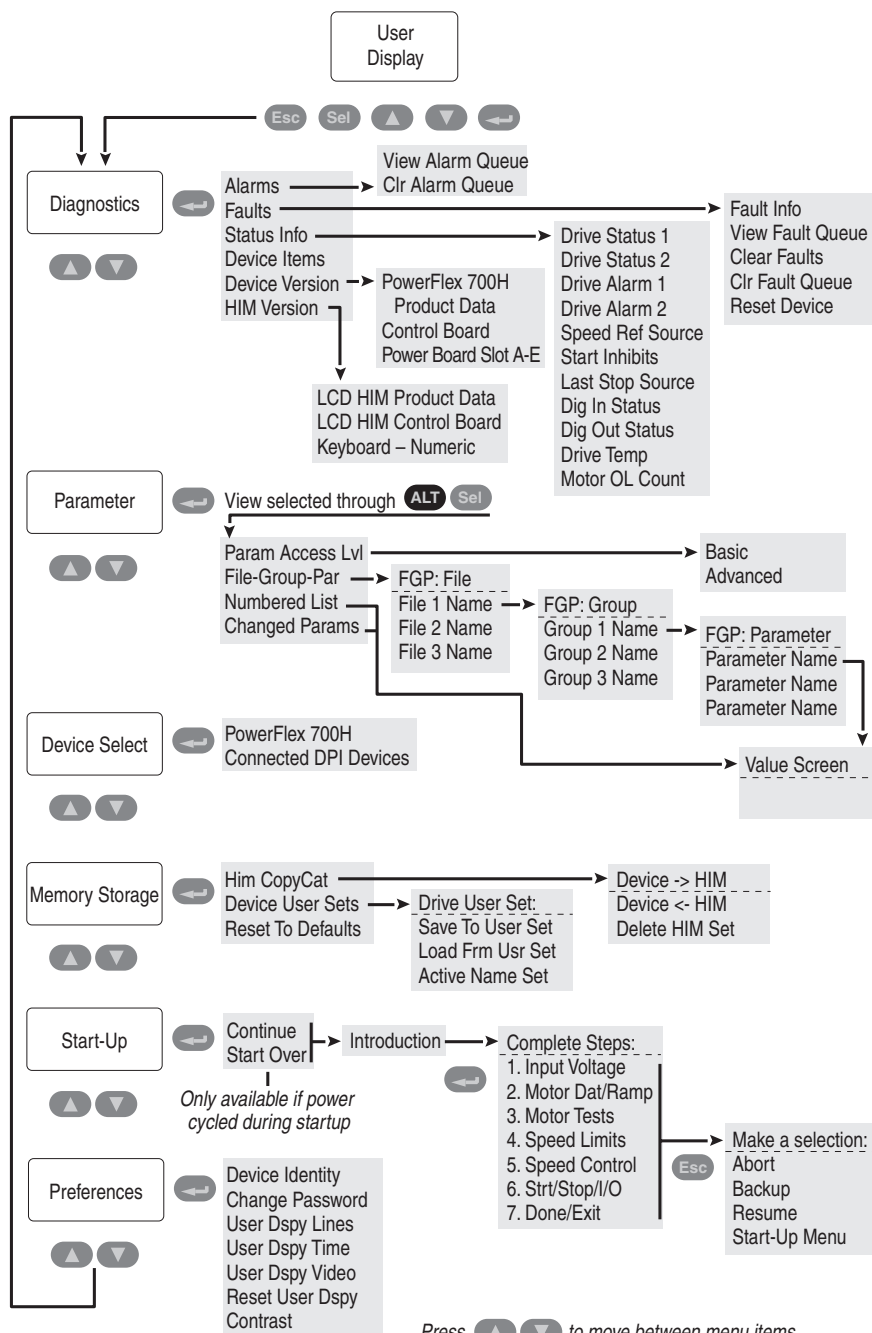 User
Display
Esc Sel
Diagnostics
Alarms
Faults
Status Info
Device Items
Device Version
HIM Version
View Alarm Queue
Clr Alarm Queue
Fault Info
View Fault Queue
Clear Faults
Clr Fault Queue
Reset Device
Drive Status 1
Drive Status 2
Drive Alarm 1
Drive Alarm 2
Speed Ref Source
Start Inhibits
Last Stop Source
Dig In Status
Dig Out Status
Drive Temp
Motor OL Count
PowerFlex 700H
Product Data
Control Board
Power Board Slot A-E
LCD HIM Product Data
LCD HIM Control Board
Keyboard – Numeric
Parameter
View selected through ALT Sel
Param Access Lvl
File-Group-Par
Numbered List
Changed Params
Basic
Advanced
FGP: File
File 1 Name
File 2 Name
File 3 Name
FGP: Group
Group 1 Name
Group 2 Name
Group 3 Name
FGP: Parameter
Parameter Name
Parameter Name
Parameter Name
Value Screen
Device Select
PowerFlex 700H
Connected DPI Devices
Memory Storage
Him CopyCat
Device User Sets
Reset To Defaults
Drive User Set:
Save To User Set
Load Frm Usr Set
Active Name Set
Device -> HIM
Device <- HIM
Delete HIM Set
Start-Up
Continue
Start Over
Only available if power
cycled during startup
Introduction
Complete Steps:
1. Input Voltage
2. Motor Dat/Ramp
3. Motor Tests
4. Speed Limits
5. Speed Control
6. Strt/Stop/I/O
7. Done/Exit
Esc
Make a selection:
Abort
Backup
Resume
Start-Up Menu
Preferences
Device Identity
Change Password
User Dspy Lines
User Dspy Time
User Dspy Video
Reset User Dspy
Contrast
Press to move between menu items